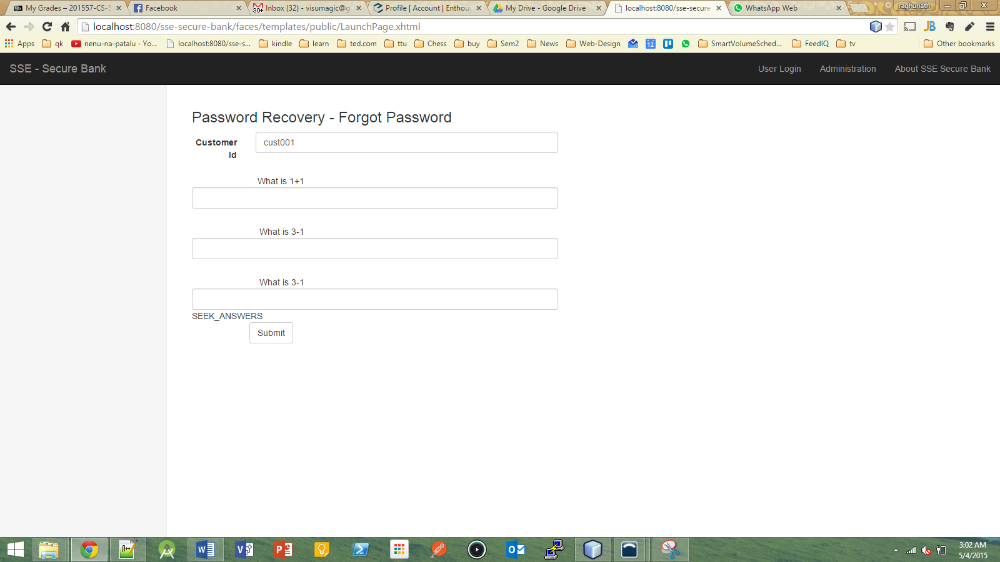 My Grades – 201557-CS-5
Facebook
Inbox (32) - visumagic@g
Profile | Account | Enthou
My Drive - Google Drive
localhost:8080/sse-secure
WhatsApp Web
raghunath
localhost:8080/sse-secure-bank/faces/templates/public/LaunchPage.xhtml
Apps
qk
nenu-na-patalu - Yo...
localhost:8080/sse-s...
kindle
learn
ted.com
ttu
Chess
buy
Sem2
News
Web-Design
12
SmartVolumeSched...
FeedIQ
tv
Other bookmarks
SSE - Secure Bank
User Login
Administration
About SSE Secure Bank
Password Recovery - Forgot Password
Customer
Id
cust001
What is 1+1
What is 3-1
What is 3-1
SEEK_ANSWERS
Submit
3:02 AM
5/4/2015